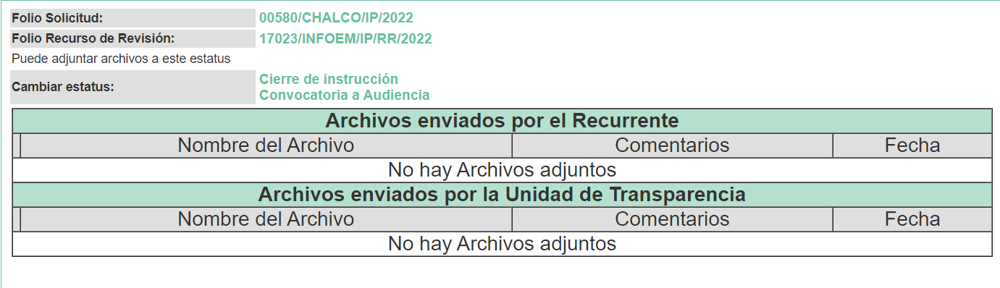 Folio Solicitud: 00580/CHALCO/IP/2022
Folio Recurso de Revisión: 17023/INFOEM/IP/RR/2022
Puede adjuntar archivos a este estatus
Cambiar estatus: Cierre de instrucción
Convocatoria a Audiencia
Archivos enviados por el Recurrente
Nombre del Archivo Comentarios Fecha
No hay Archivos adjuntos
Archivos enviados por la Unidad de Transparencia
Nombre del Archivo Comentarios Fecha
No hay Archivos adjuntos